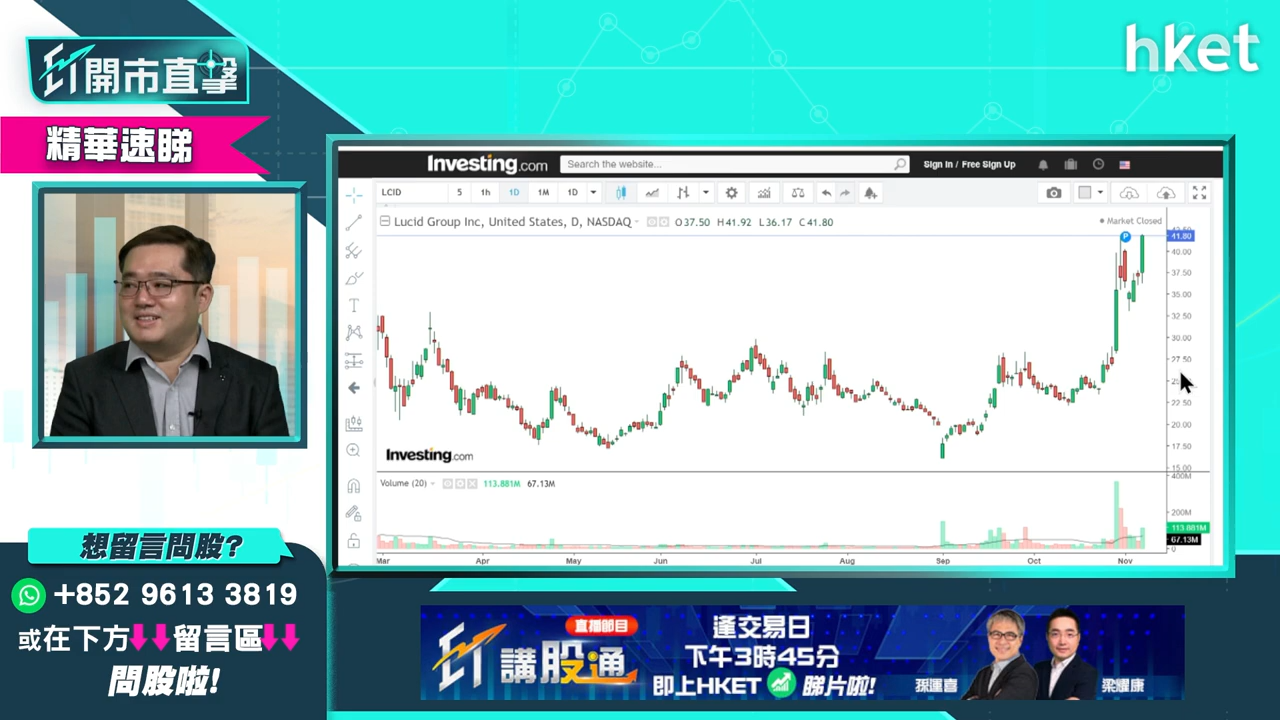 hket
ET開市直擊
精華速睇
Investing.com
Search the website...
Sign In / Free Sign Up
LCID
5
1h
1D
1M
1D
Lucid Group Inc, United States, D, NASDAQ
O37.50 H41.92 L36.17 C41.80
Market Closed
P
41.80
40.00
37.50
35.00
32.50
30.00
27.50
22.50
20.00
17.50
15.00
Investing.com
Volume (20)
113.881M 67.13M
400M
200M
113.881M
67.13M
0
Mar Apr May Jun Jul Aug Sep Oct Nov
想留言問股?
+852 9613 3819
或在下方留言區
問股啦!
直播節目
ET講股通
逢交易日
下午3時45分
即上HKET 睇片啦!
孫運喜
梁耀康